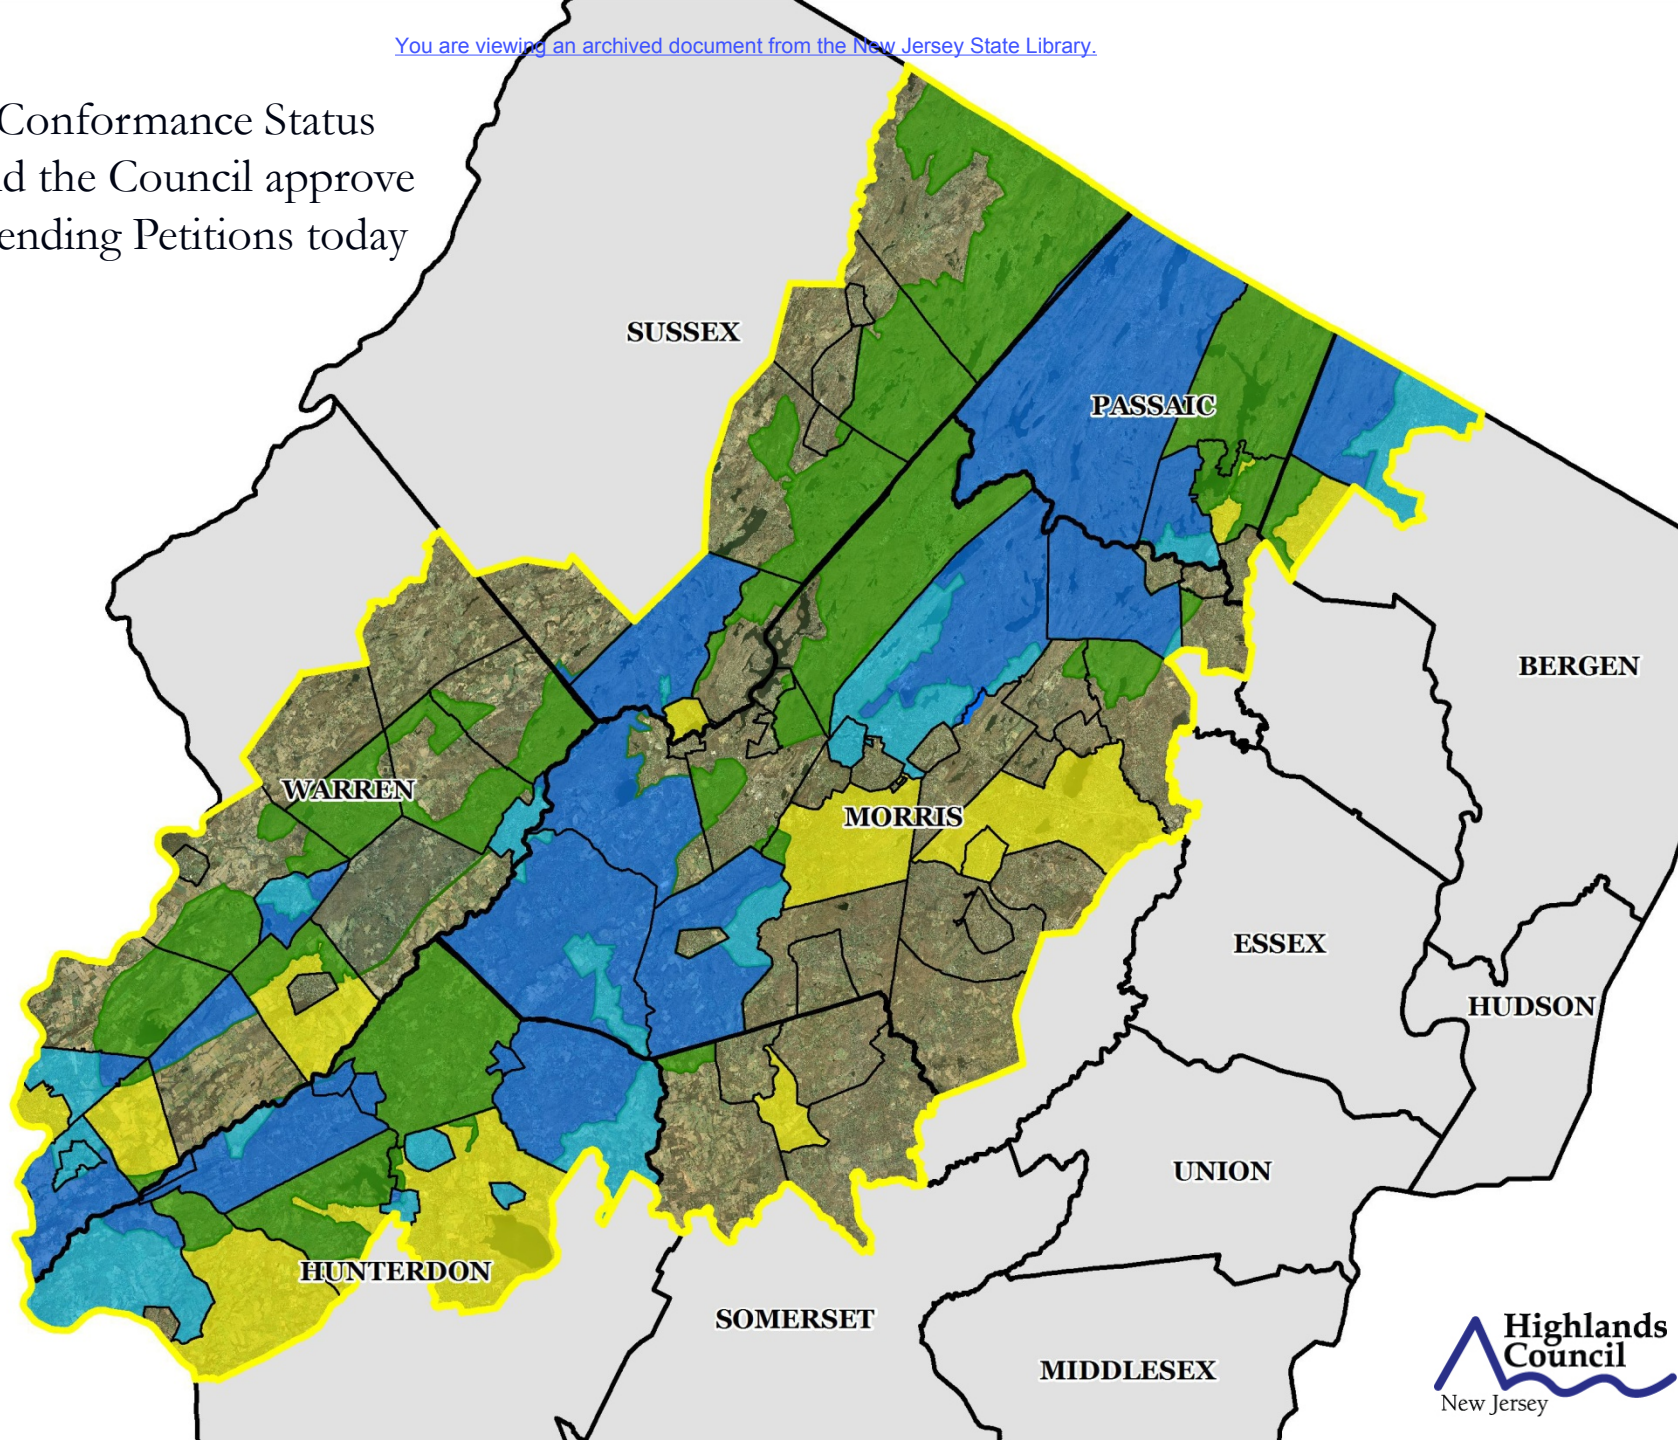 You are viewing an archived document from the New Jersey State Library.
Conformance Status
the Council approve
Petitions today
SUSSEX
PASSAIC
BERGEN
WARREN
MORRIS
ESSEX
HUDSON
UNION
HUNTERDON
SOMERSET
MIDDLESEX
Highlands
Council
New Jersey